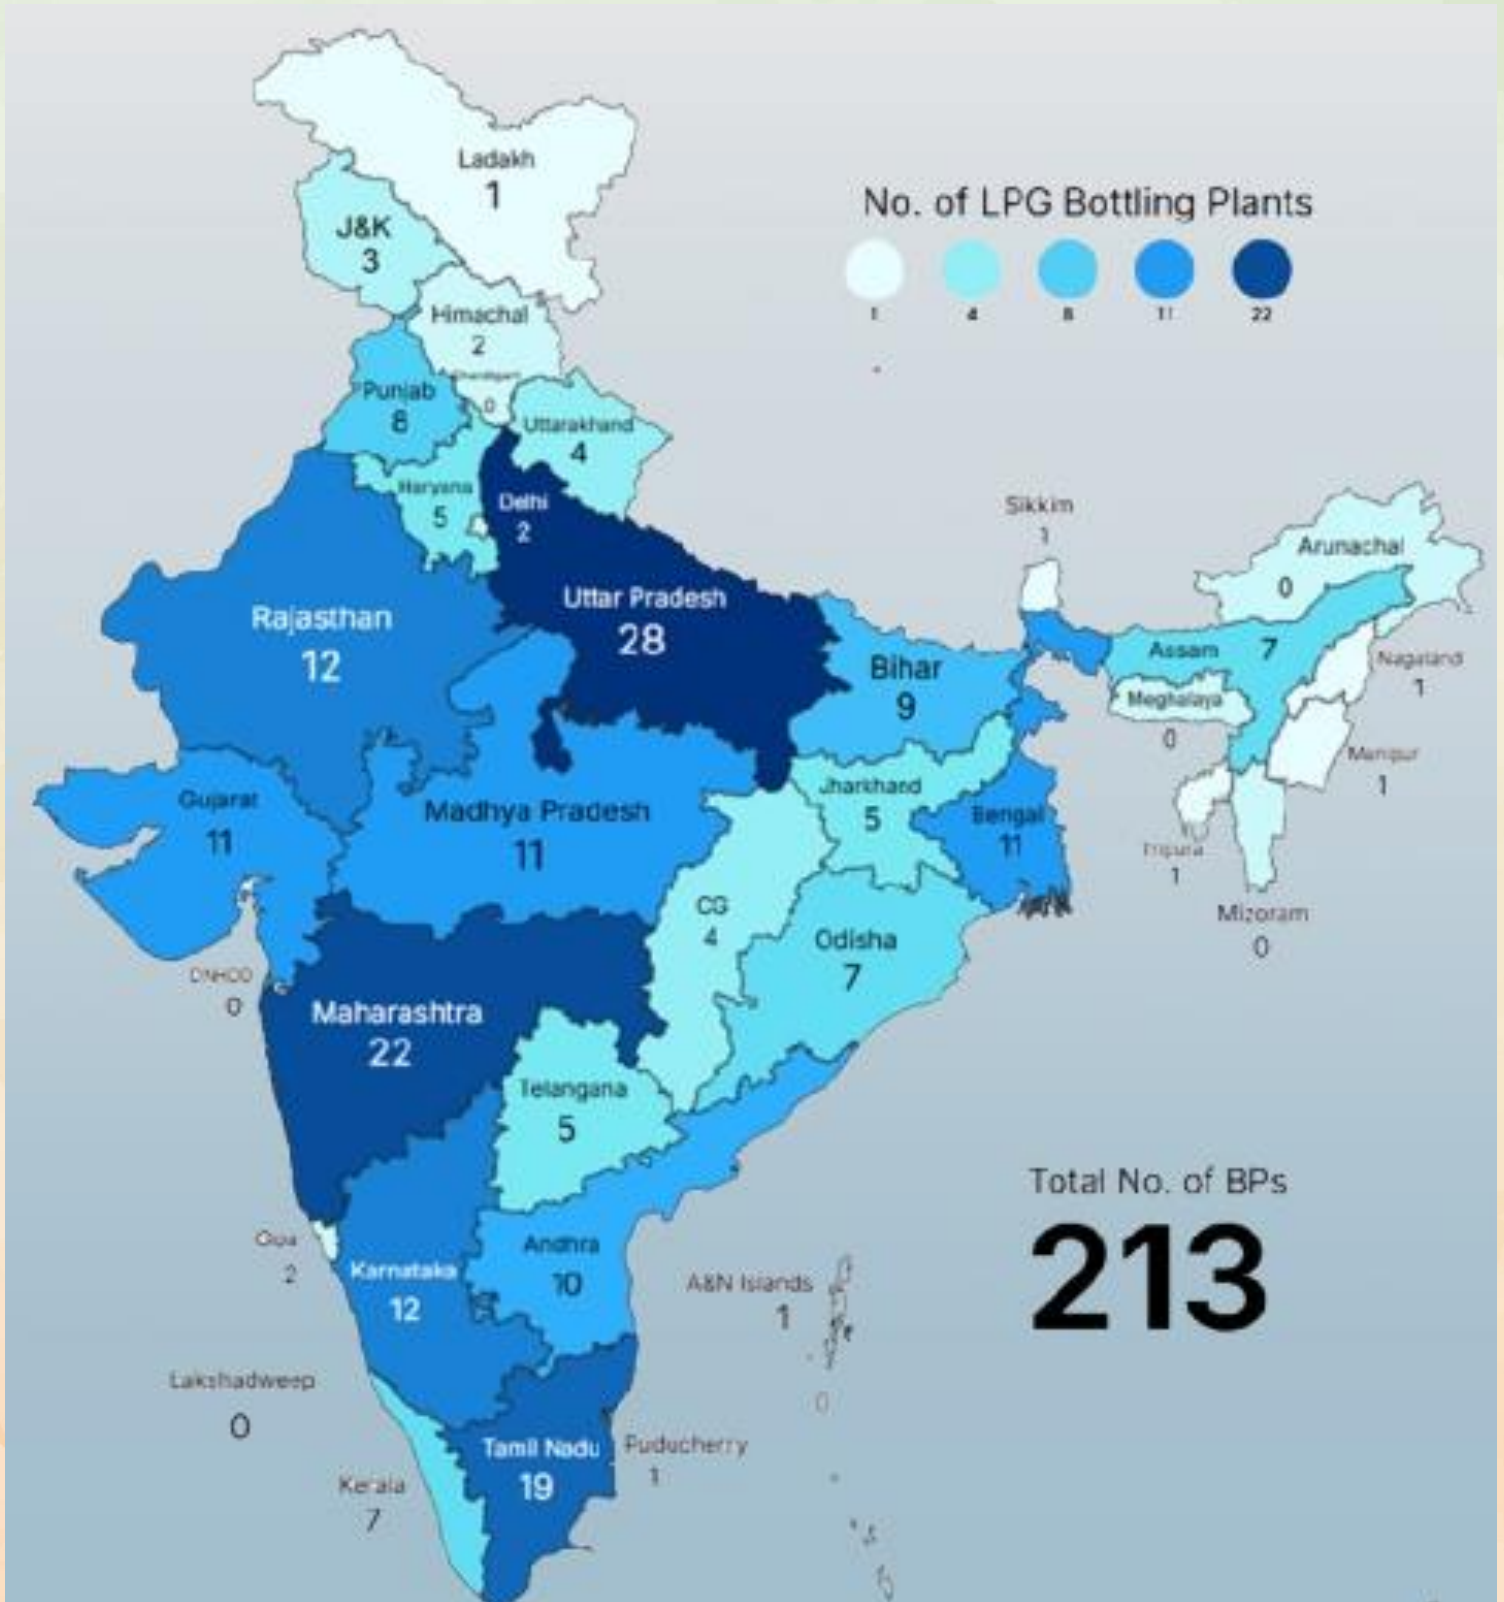 Ladakh
1
No. of LPG Bottling Plants
1 4 8 11 22
J&K
3
Himachal
2
Chandigarh
0
Punjab
8
Uttarakhand
4
Haryana
5
Delhi
2
Sikkim
1
Arunachal
0
Uttar Pradesh
28
Rajasthan
12
Bihar
9
Assam 7
Nagaland
1
Meghalaya
0
Manipur
1
Gujarat
11
Madhya Pradesh
11
Jharkhand
5
Bengal
11
Tripura
1
Mizoram
0
CG
4
Odisha
7
DNHDD
0
Maharashtra
22
Telangana
5
Total No. of BPs
213
Goa
2
Karnataka
12
Andhra
10
A&N Islands
1
Lakshadweep
0
0
Tamil Nadu
19
Puducherry
1
Kerala
7